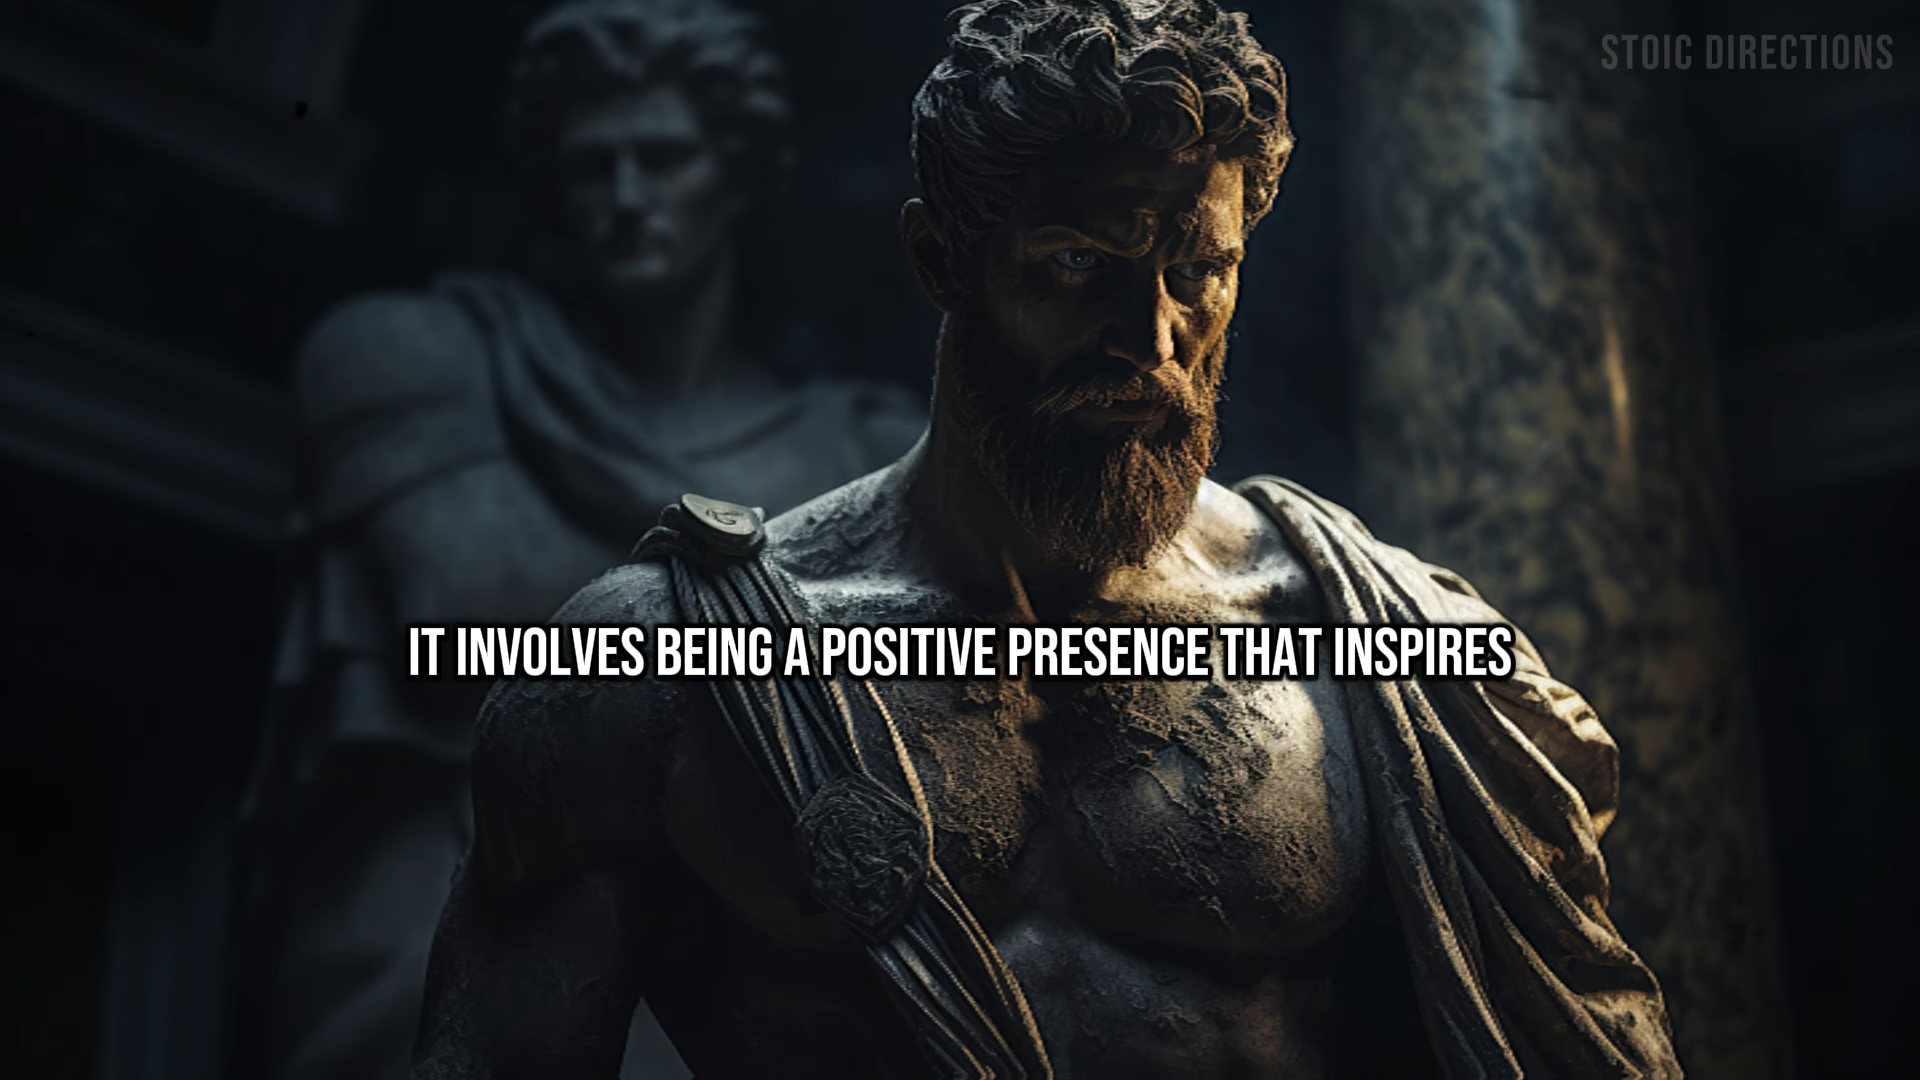 STOIC DIRECTIONS
IT INVOLVES BEING A POSITIVE PRESENCE THAT INSPIRES